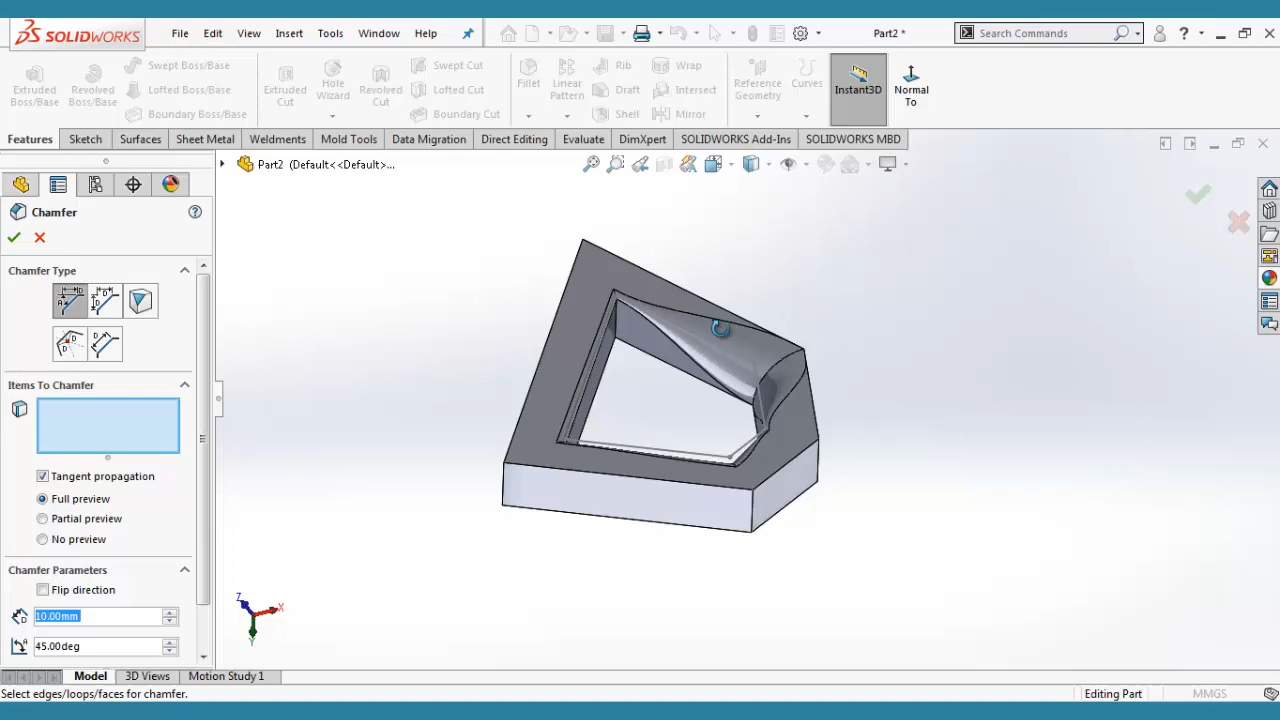 SOLIDWORKS File Edit View Insert Tools Window Help Part2 * Search Commands ?
Extruded Boss/Base Revolved Boss/Base Swept Boss/Base Lofted Boss/Base Boundary Boss/Base Extruded Cut Hole Wizard Revolved Cut Swept Cut Lofted Cut Boundary Cut Fillet Linear Pattern Rib Draft Shell Wrap Intersect Mirror Reference Geometry Curves Instant3D Normal To
Features Sketch Surfaces Sheet Metal Weldments Mold Tools Data Migration Direct Editing Evaluate DimXpert SOLIDWORKS Add-Ins SOLIDWORKS MBD
Part2 (Default<<Default>...
Chamfer
Chamfer Type
Items To Chamfer
Tangent propagation
Full preview
Partial preview
No preview
Chamfer Parameters
Flip direction
10.00mm
45.00deg
Z X Y
Model 3D Views Motion Study 1
Select edges/loops/faces for chamfer. Editing Part MMGS